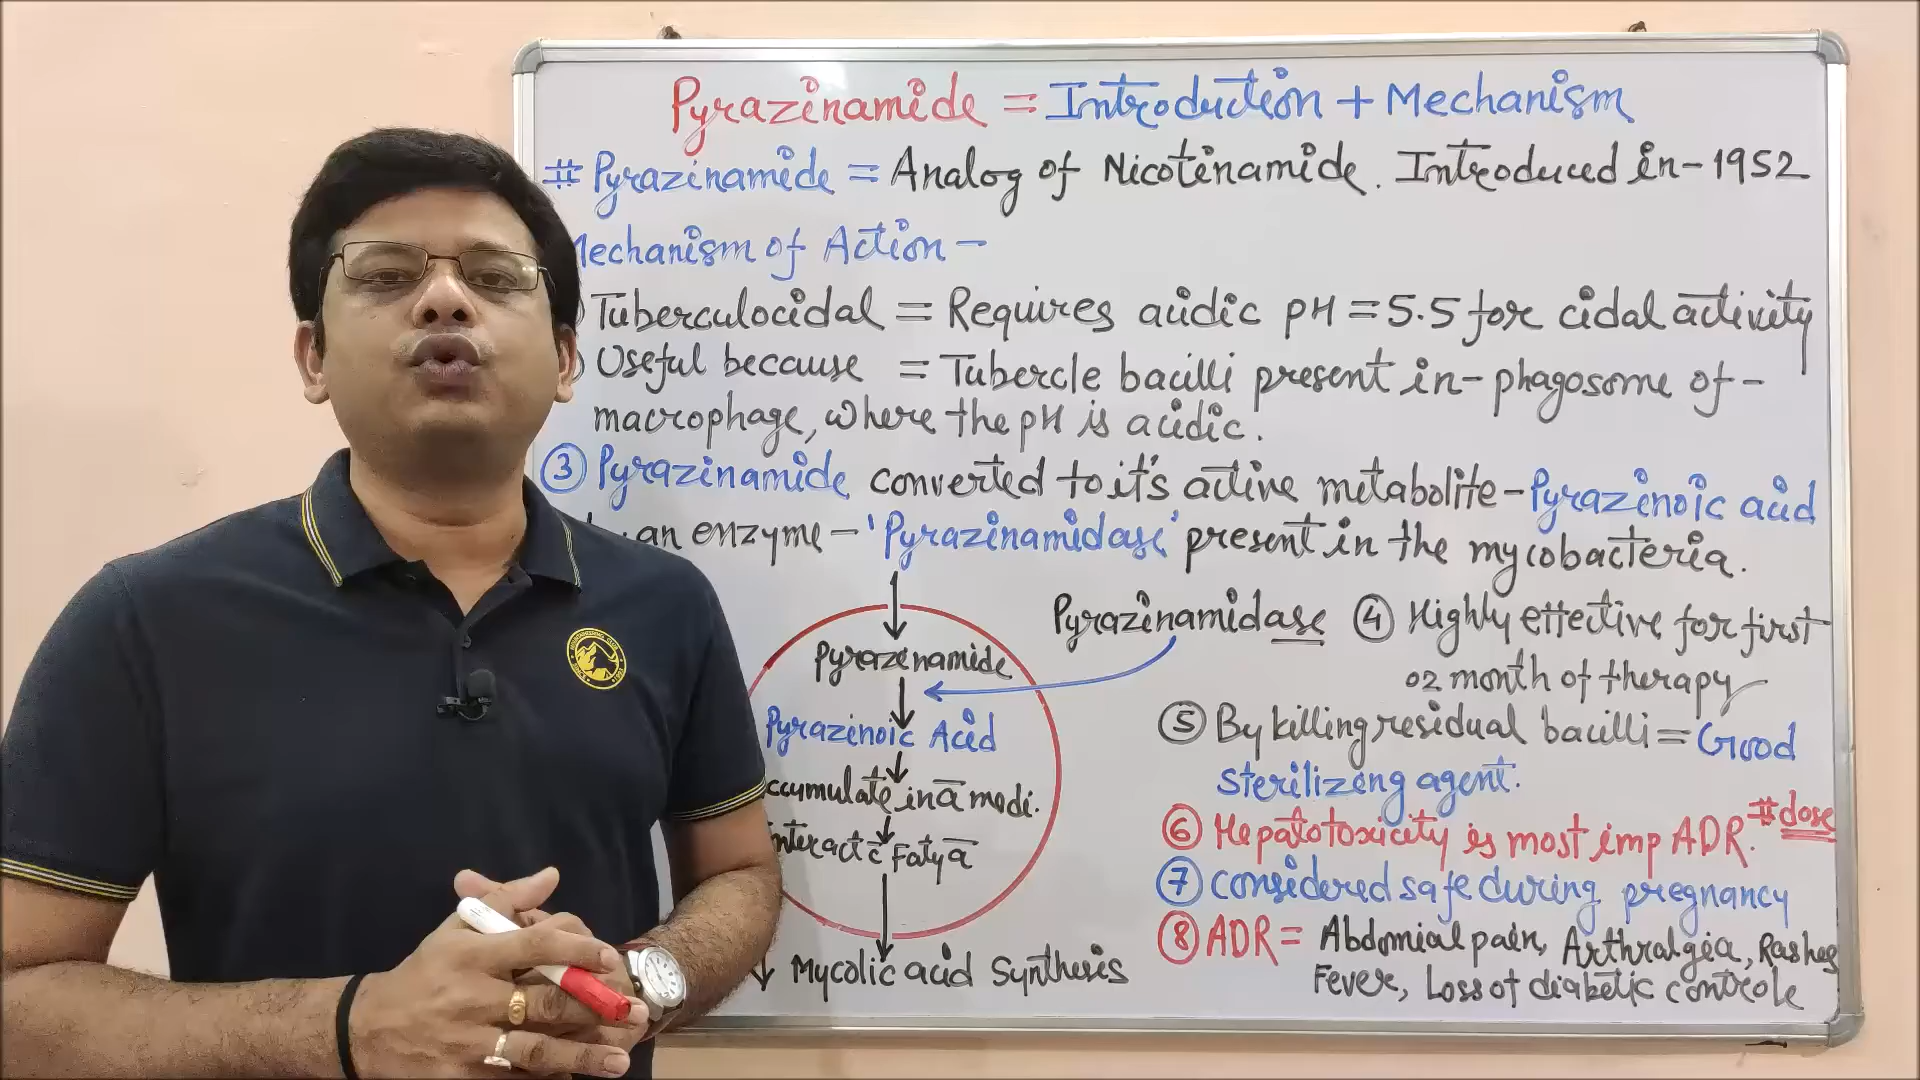 Pyrazinamide = Introduction + Mechanism
# Pyrazinamide = Analog of Nicotinamide. Introduced in - 1952
Mechanism of Action -
Tuberculocidal = Requires acidic pH = 5.5 for cidal activity
Useful because = Tubercle bacilli present in - phagosome of -
macrophage, where the pH is acidic.
③ Pyrazinamide converted to it's active metabolite - Pyrazinoic acid
an enzyme - 'Pyrazinamidase' present in the mycobacteria.
Pyrazinamide
Pyrazinoic Acid
ccumulate in a medi.
interact c Faty a
↓ Mycolic acid Synthesis
Pyrazinamidase
④ Highly effective for first
02 month of therapy
⑤ By killing residual bacilli = Good
Sterilizing agent.
⑥ Hepatotoxicity is most imp ADR. # dose
⑦ considered safe during pregnancy
⑧ ADR = Abdomial pain, Arthralgia, Rashes
Fever, Loss of diabetic controle